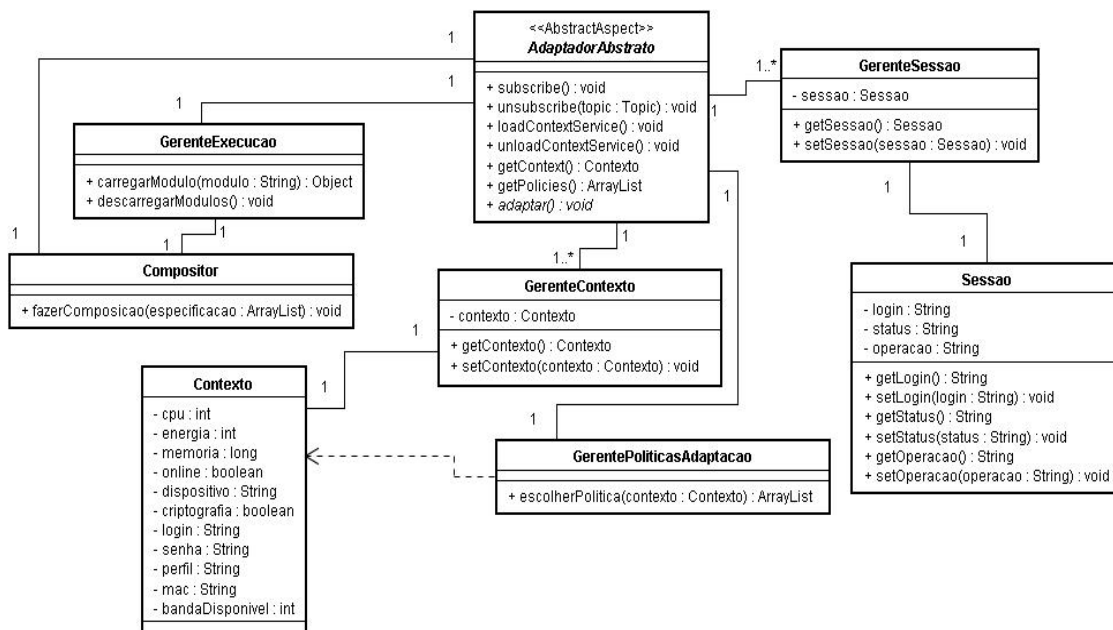 <<AbstractAspect>>
AdaptadorAbstrato
+ subscribe() : void
+ unsubscribe(topic : Topic) : void
+ loadContextService() : void
+ unloadContextService() : void
+ getContext() : Contexto
+ getPolicies() : ArrayList
+ adaptar() : void
1
1
1
1
1..*
1
1
1..*
1
GerenteSessao
- sessao : Sessao
+ getSessao() : Sessao
+ setSessao(sessao : Sessao) : void
1
1
GerenteExecucao
+ carregarModulo(modulo : String) : Object
+ descarregarModulos() : void
1
1
1
Compositor
+ fazerComposicao(especificacao : ArrayList) : void
GerenteContexto
- contexto : Contexto
+ getContexto() : Contexto
+ setContexto(contexto : Contexto) : void
1
1
Sessao
- login : String
- status : String
- operacao : String
+ getLogin() : String
+ setLogin(login : String) : void
+ getStatus() : String
+ setStatus(status : String) : void
+ getOperacao() : String
+ setOperacao(operacao : String) : void
Contexto
- cpu : int
- energia : int
- memoria : long
- online : boolean
- dispositivo : String
- criptografia : boolean
- login : String
- senha : String
- perfil : String
- mac : String
- bandaDisponivel : int
1
GerentePoliticasAdaptacao
+ escolherPolitica(contexto : Contexto) : ArrayList